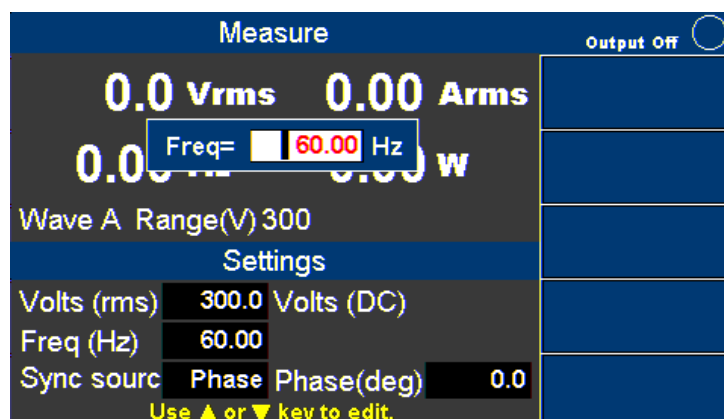 Measure
Output Off
0.0 Vrms 0.00 Arms
Freq= 60.00 Hz
W
Wave A Range(V) 300
Settings
Volts (rms) 300.0 Volts (DC)
Freq (Hz) 60.00
Sync sourc Phase Phase(deg) 0.0
Use ▲ or ▼ key to edit.